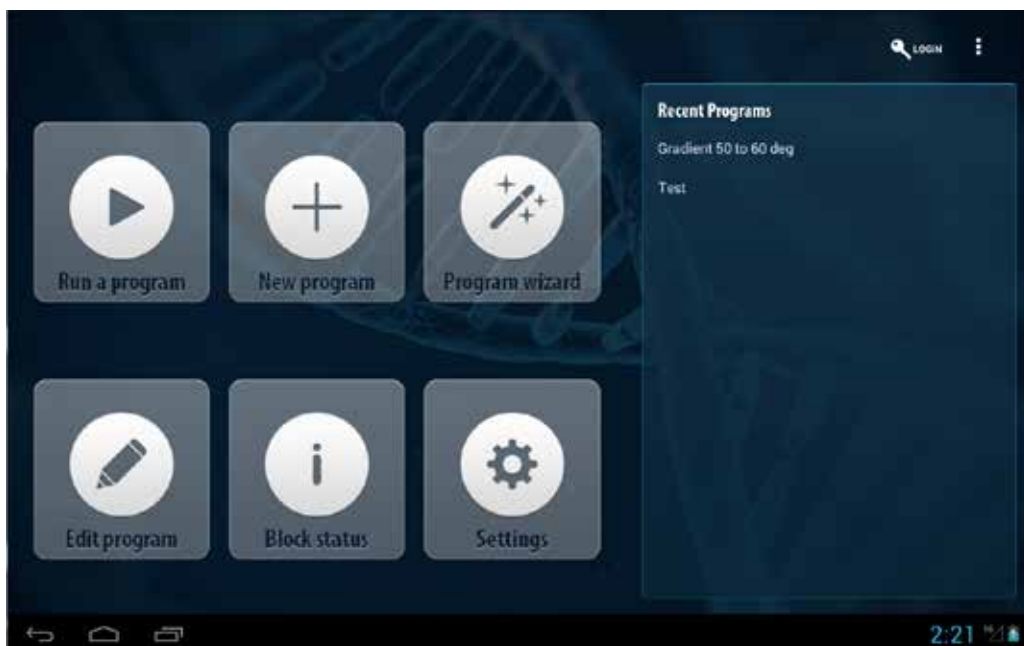 LOGIN
Recent Programs
Gradient 50 to 60 deg
Test
Run a program
New program
Program wizard
Edit program
Block status
Settings
2:21